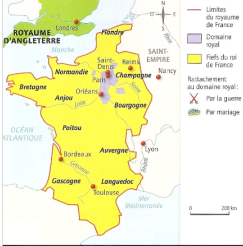 Londres
ROYAUME
D'ANGLETERRE
Flandre
Manche
SAINT-
EMPIRE
Normandie
Saint-
Denis
Reims
Champagne
Paris
Nancy
Bretagne
Orléans
Anjou
Loire
Bourgogne
OCÉAN
ATLANTIQUE
Poitou
Auvergne
Lyon
Bordeaux
Gascogne
Languedoc
Toulouse
Mer
Méditerranée
Limites
du royaume
de France
Domaine
royal
Fiefs du roi
de France
Rattachement
au domaine royal :
Par la guerre
Par mariage
0 200 km